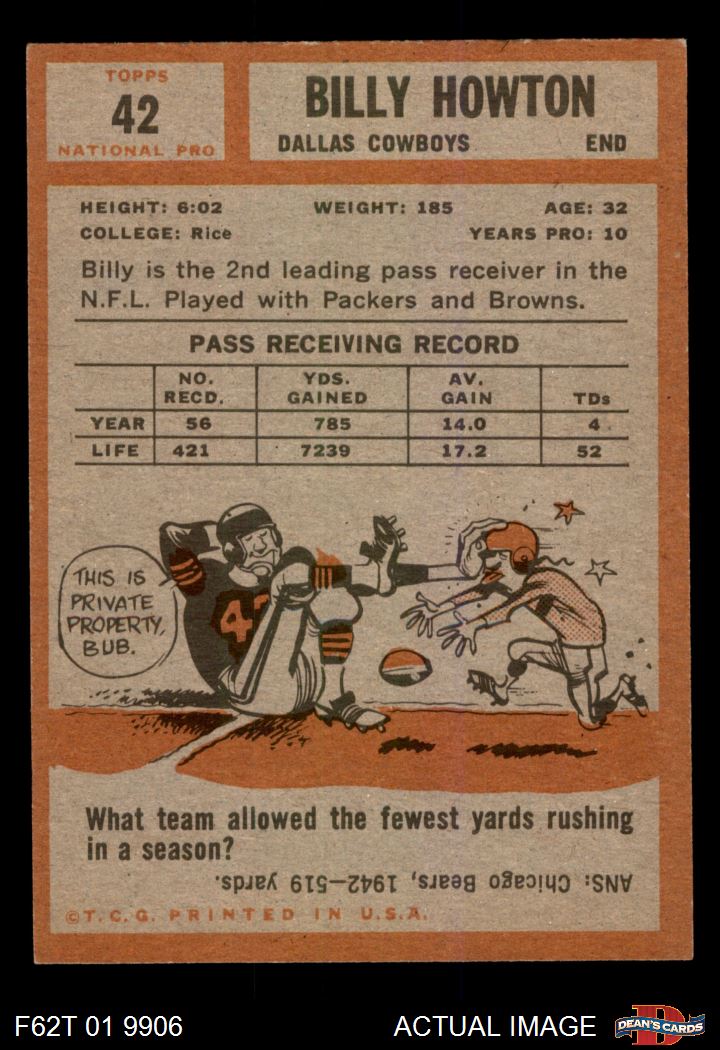 TOPPS
42
NATIONAL PRO
BILLY HOWTON
DALLAS COWBOYS END
HEIGHT: 6:02 WEIGHT: 185 AGE: 32
COLLEGE: Rice YEARS PRO: 10
Billy is the 2nd leading pass receiver in the
N.F.L. Played with Packers and Browns.
PASS RECEIVING RECORD
NO. RECD. YDS. GAINED AV. GAIN TDs
YEAR 56 785 14.0 4
LIFE 421 7239 17.2 52
THIS IS
PRIVATE
PROPERTY,
BUB.
What team allowed the fewest yards rushing
in a season?
ANS: Chicago Bears, 1942—519 yards.
©T.C.G. PRINTED IN U.S.A.
F62T 01 9906 ACTUAL IMAGE DEAN'S CARDS